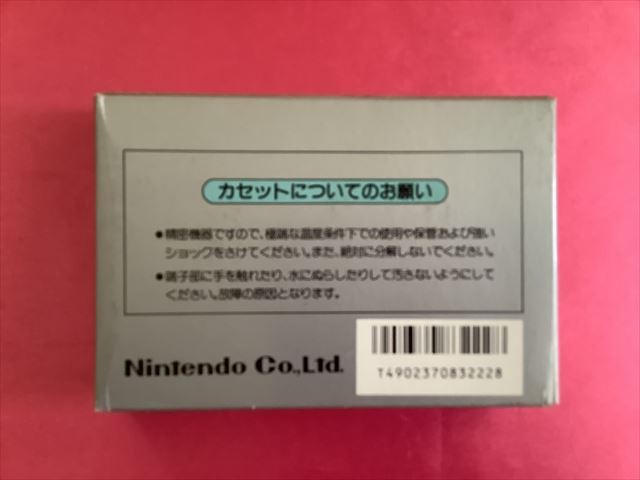 カセットについてのお願い
●精密機器ですので、極端な温度条件下での使用や保管および強い
ショックをさけてください。また、絶対に分解しないでください。
●端子部に手を触れたり、水にぬらしたりして汚さないようにして
ください。故障の原因となります。
Nintendo Co.,Ltd.
T4902370832228